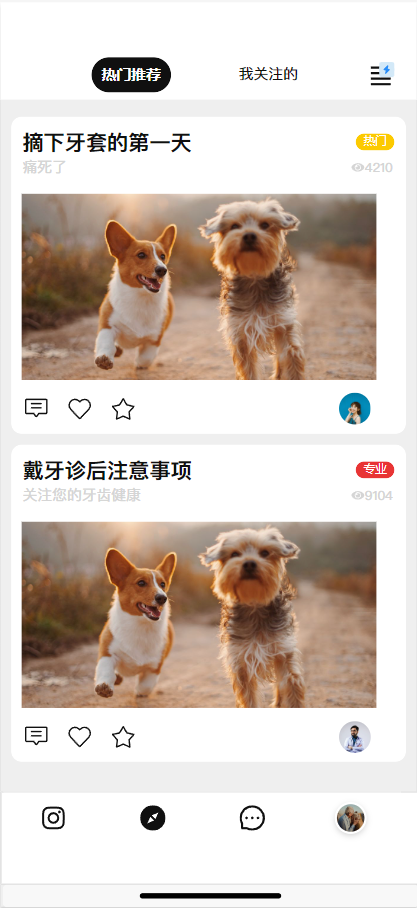 热门推荐 我关注的
摘下牙套的第一天 热门
痛死了 4210
戴牙诊后注意事项 专业
关注您的牙齿健康 9104